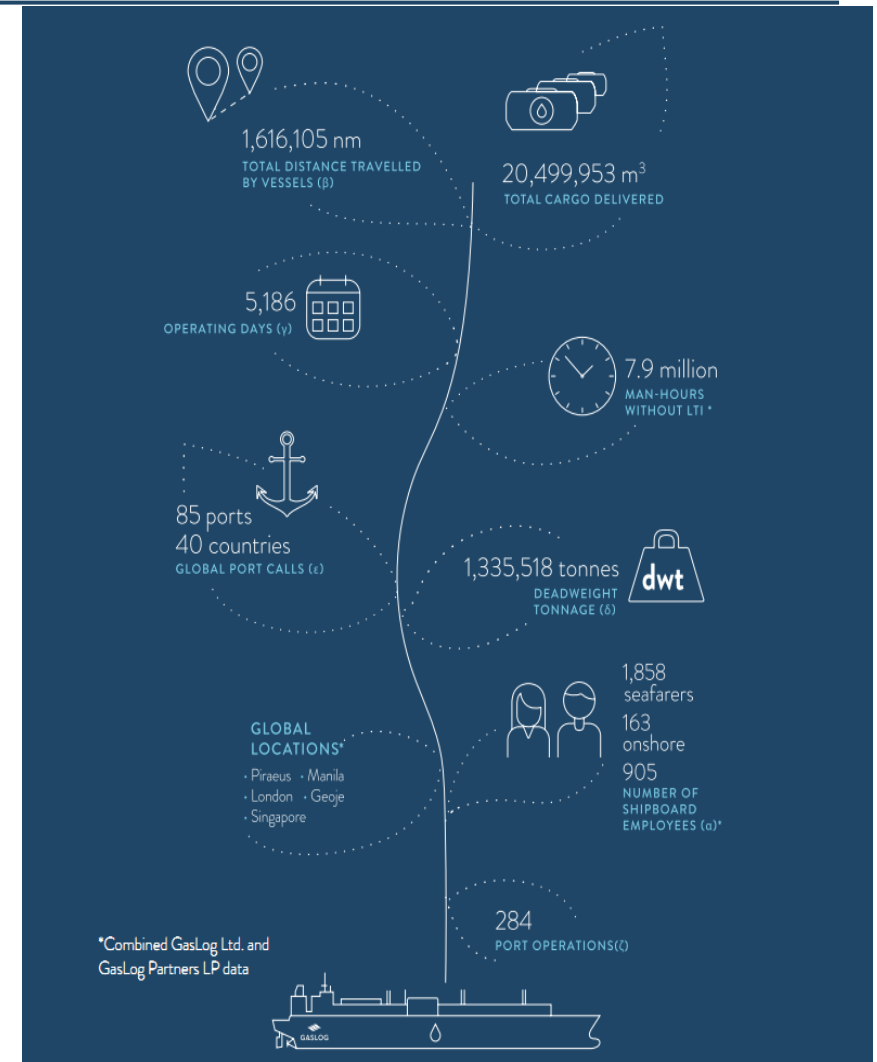 1,616,105 nm
TOTAL DISTANCE TRAVELLED
BY VESSELS (β)
20,499,953 m³
TOTAL CARGO DELIVERED
5,186
OPERATING DAYS (γ)
7.9 million
MAN-HOURS
WITHOUT LTI *
85 ports
40 countries
GLOBAL PORT CALLS (ε)
1,335,518 tonnes
DEADWEIGHT
TONNAGE (δ)
dwt
1,858
seafarers
163
onshore
905
NUMBER OF
SHIPBOARD
EMPLOYEES (α)*
GLOBAL
LOCATIONS*
• Piraeus • Manila
• London • Geoje
• Singapore
284
PORT OPERATIONS(ζ)
*Combined GasLog Ltd. and
GasLog Partners LP data
GASLOG